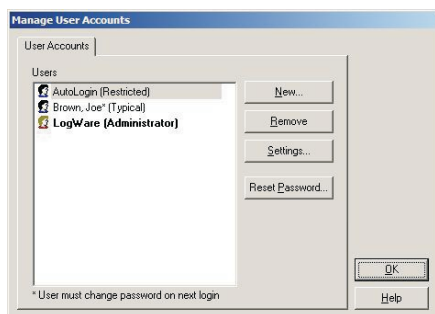 Manage User Accounts
User Accounts
Users
AutoLogin (Restricted)
Brown, Joe* (Typical)
LogWare (Administrator)
* User must change password on next login
New...
Remove
Settings...
Reset Password...
OK
Help